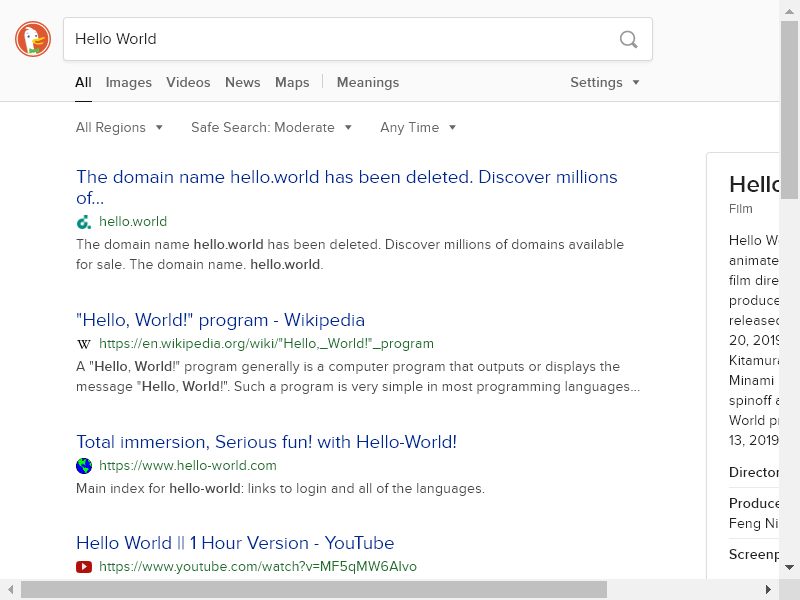 Hello World
All Images Videos News Maps Meanings Settings
All Regions Safe Search: Moderate Any Time
The domain name hello.world has been deleted. Discover millions
of...
hello.world
The domain name hello.world has been deleted. Discover millions of domains available
for sale. The domain name. hello.world.
"Hello, World!" program - Wikipedia
https://en.wikipedia.org/wiki/"Hello,_World!"_program
A "Hello, World!" program generally is a computer program that outputs or displays the
message "Hello, World!". Such a program is very simple in most programming languages...
Total immersion, Serious fun! with Hello-World!
https://www.hello-world.com
Main index for hello-world: links to login and all of the languages.
Hello World || 1 Hour Version - YouTube
https://www.youtube.com/watch?v=MF5qMW6AIvo
Hello
Film
Hello W
animate
film dire
produce
released
20, 2019
Kitamura
Minami
spinoff a
World pr
13, 2019
Director
Produce
Feng Ni
Screenp